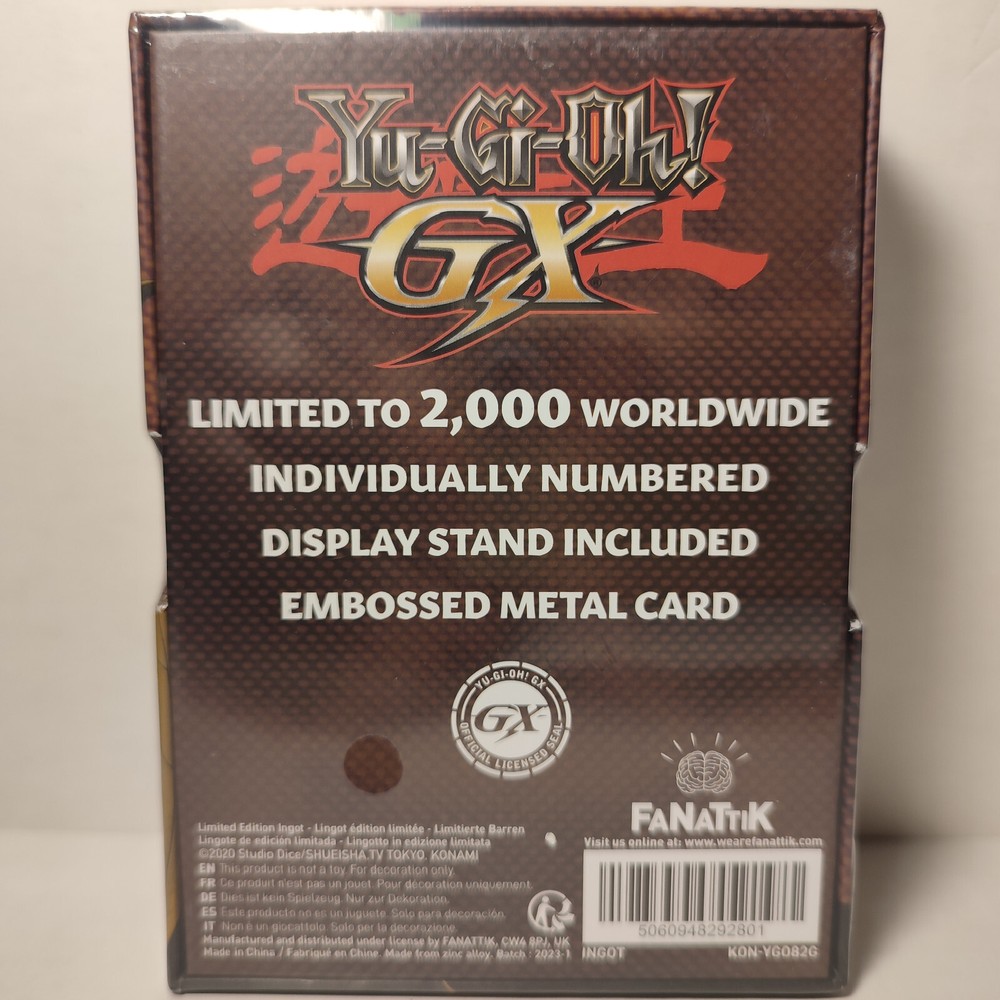 Yu-Gi-Oh!
GX
LIMITED TO 2,000 WORLDWIDE
INDIVIDUALLY NUMBERED
DISPLAY STAND INCLUDED
EMBOSSED METAL CARD
YU-GI-OH! GX
GX
OFFICIAL LICENSED SEAL
FANATTIK
Visit us online at: www.wearefanattik.com
Limited Edition Ingot - Lingot édition limitée - Limitierte Barren
Lingote de edición limitada - Lingotto in edizione limitata
©2020 Studio Dice/SHUEISHA,TV TOKYO, KONAMI
EN This product is not a toy. For decoration only.
FR Ce produit n'est pas un jouet. Pour décoration uniquement.
DE Dies ist kein Spielzeug. Nur zur Dekoration.
ES Este producto no es un juguete. Solo para decoración.
IT Non è un giocattolo. Solo per la decorazione.
Manufactured and distributed under license by FANATTIK, CW6 8PJ, UK
Made in China / Fabriqué en Chine. Made from zinc alloy. Batch : 2023-1
5060948292801
INGOT KON-YGO82G